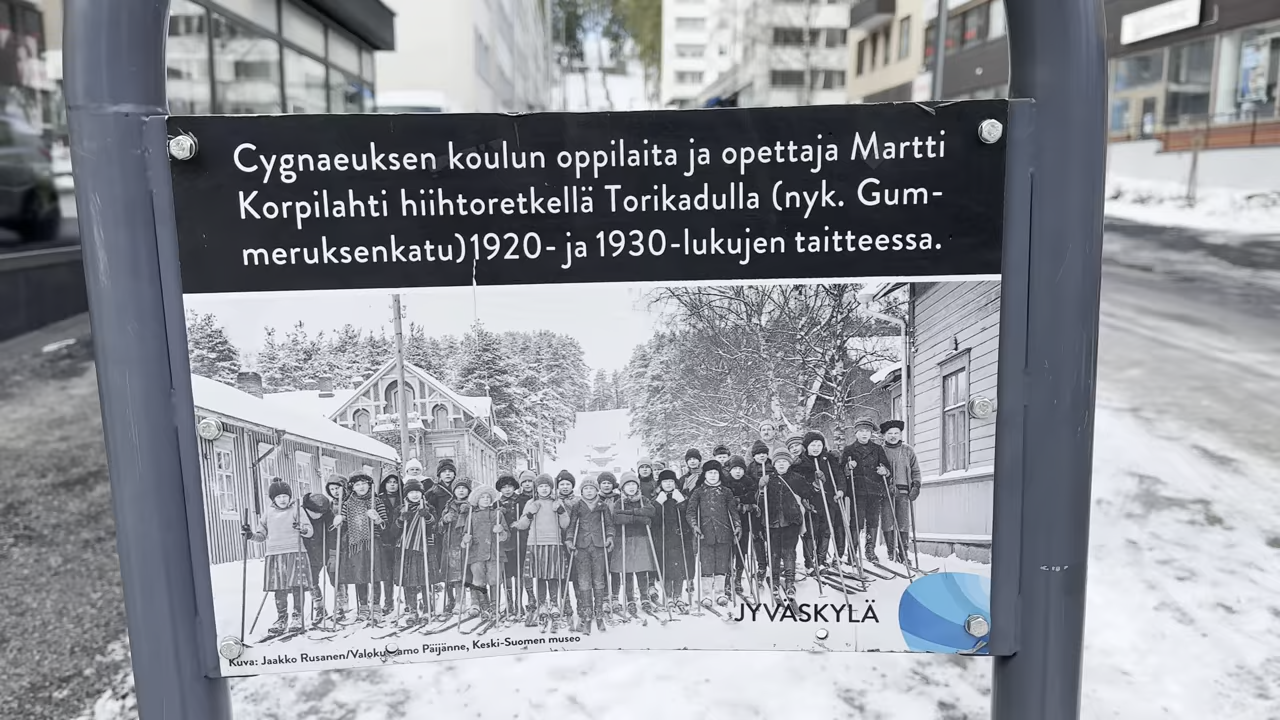 Cygnaeuksen koulun oppilaita ja opettaja Martti
Korpilahti hiihtoretkellä Torikadulla (nyk. Gum-
meruksenkatu) 1920- ja 1930-lukujen taitteessa.
JYVÄSKYLÄ
Kuva: Jaakko Rusanen/Valokuvaamo Päijänne, Keski-Suomen museo